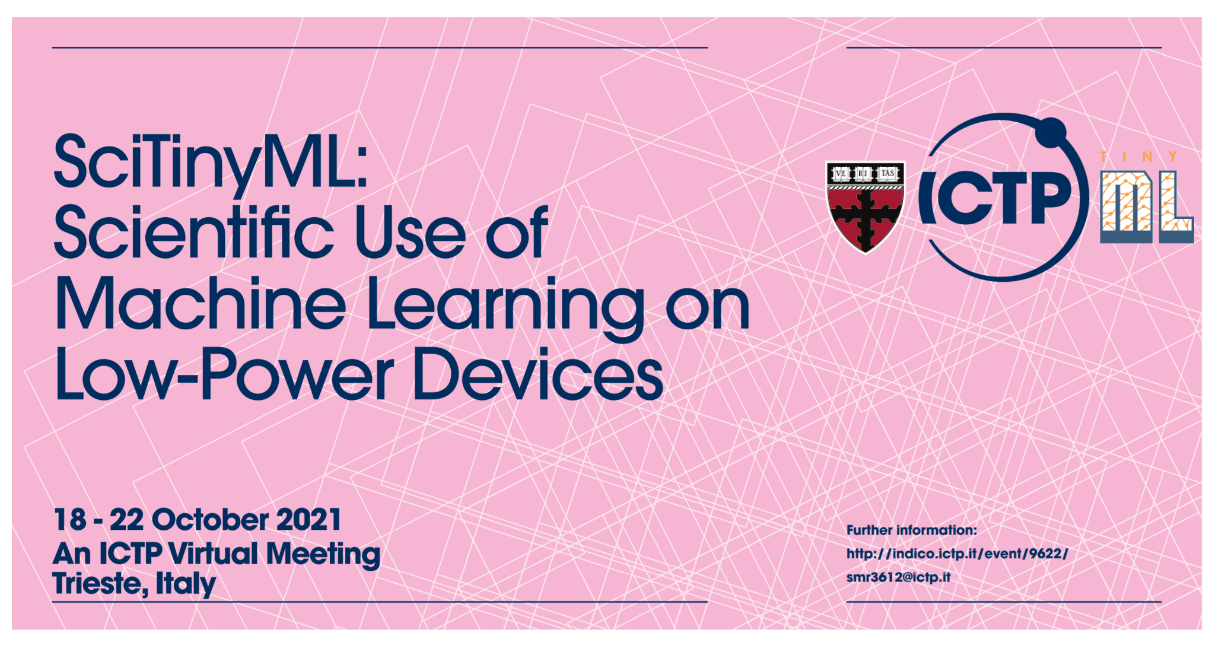 SciTinyML:
Scientific Use of
Machine Learning on
Low-Power Devices
VE RI TAS
ICTP
TINY
ML
18 - 22 October 2021
An ICTP Virtual Meeting
Trieste, Italy
Further information:
http://indico.ictp.it/event/9622/
smr3612@ictp.it